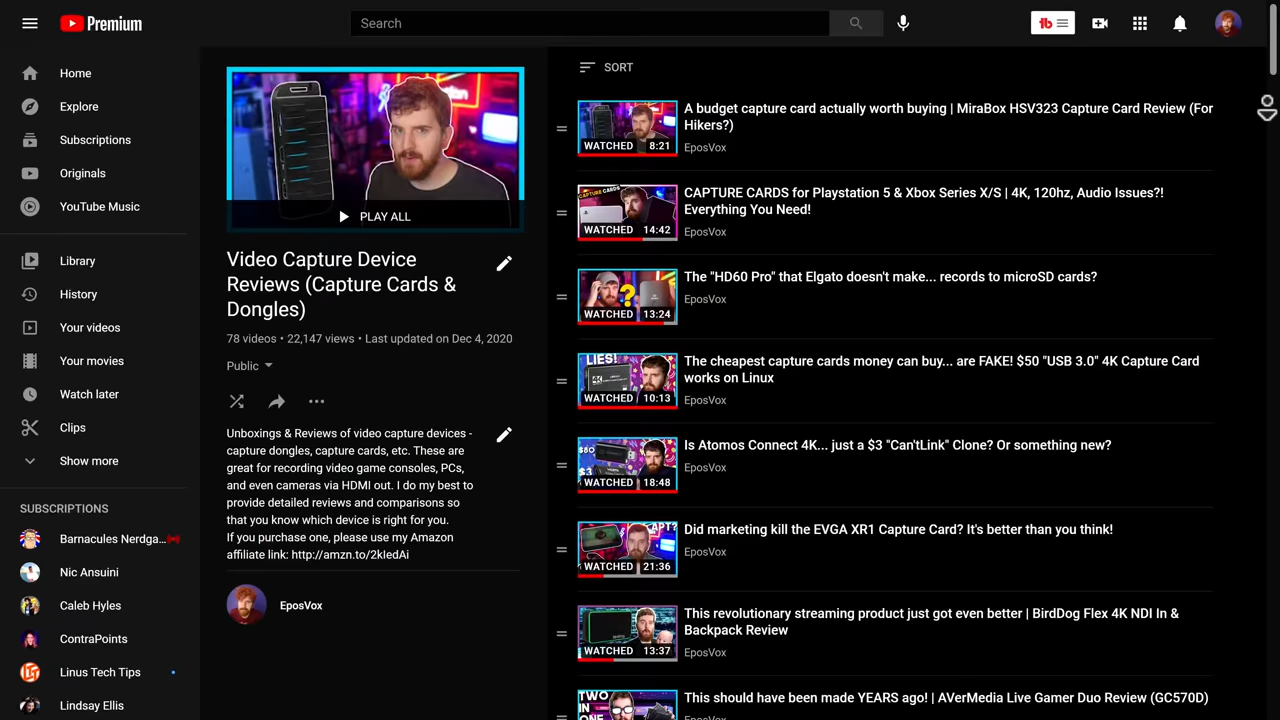 Premium
Search
Home
Explore
Subscriptions
Originals
YouTube Music
Library
History
Your videos
Your movies
Watch later
Clips
Show more
SUBSCRIPTIONS
Barnacules Nerdga...
Nic Ansuini
Caleb Hyles
ContraPoints
Linus Tech Tips
Lindsay Ellis
PLAY ALL
Video Capture Device
Reviews (Capture Cards &
Dongles)
78 videos • 22,147 views • Last updated on Dec 4, 2020
Public
Unboxings & Reviews of video capture devices -
capture dongles, capture cards, etc. These are
great for recording video game consoles, PCs,
and even cameras via HDMI out. I do my best to
provide detailed reviews and comparisons so
that you know which device is right for you.
If you purchase one, please use my Amazon
affiliate link: http://amzn.to/2kIedAi
EposVox
SORT
WATCHED 8:21
A budget capture card actually worth buying | MiraBox HSV323 Capture Card Review (For
Hikers?)
EposVox
CAPTURE CARDS
WATCHED 14:42
CAPTURE CARDS for Playstation 5 & Xbox Series X/S | 4K, 120hz, Audio Issues?!
Everything You Need!
EposVox
?
WATCHED 13:24
The "HD60 Pro" that Elgato doesn't make... records to microSD cards?
EposVox
LIES!
4K
WATCHED 10:13
The cheapest capture cards money can buy... are FAKE! $50 "USB 3.0" 4K Capture Card
works on Linux
EposVox
$80
$3
WATCHED 18:48
Is Atomos Connect 4K... just a $3 "Can'tLink" Clone? Or something new?
EposVox
WATCHED 21:36
Did marketing kill the EVGA XR1 Capture Card? It's better than you think!
EposVox
WATCHED 13:37
This revolutionary streaming product just got even better | BirdDog Flex 4K NDI In &
Backpack Review
EposVox
TWO
IN
ONE
This should have been made YEARS ago! | AVerMedia Live Gamer Duo Review (GC570D)